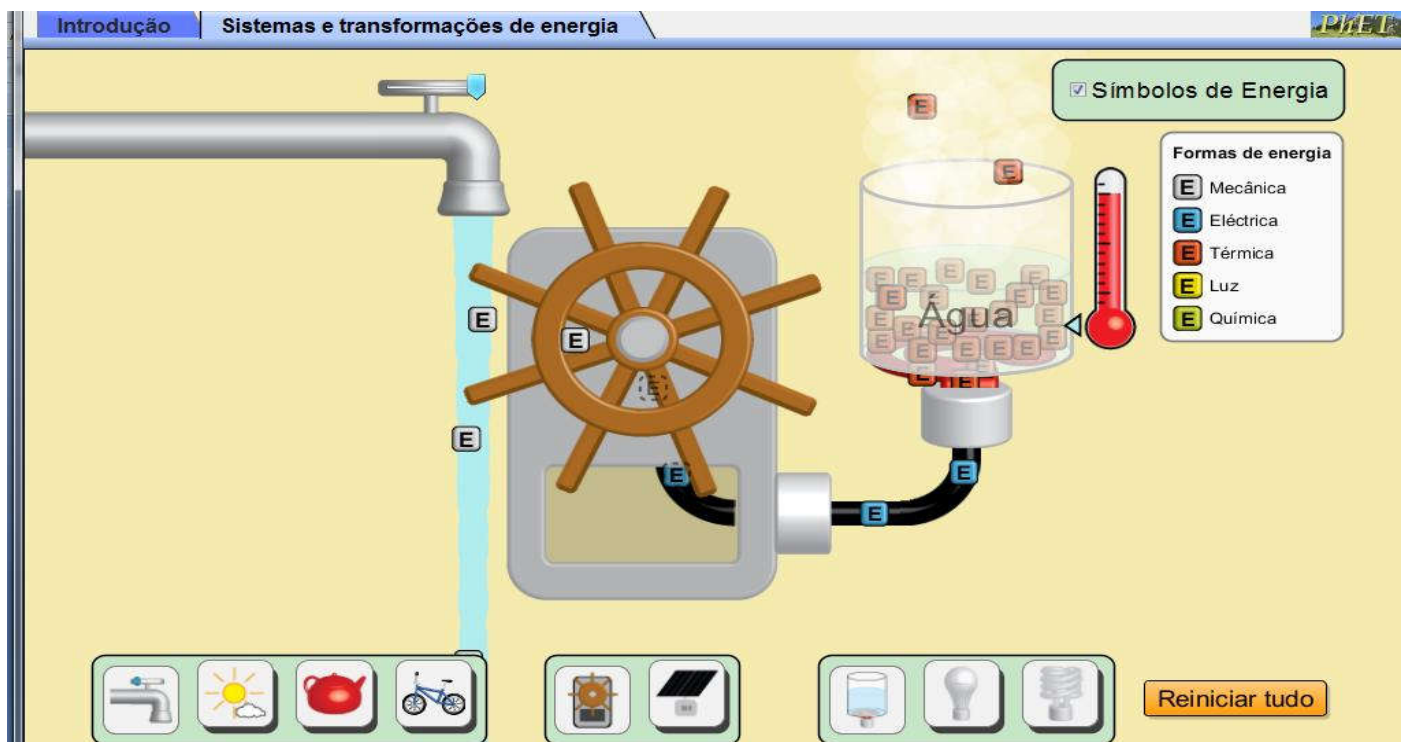 Introdução
Sistemas e transformações de energia
PhET
Símbolos de Energia
Formas de energia
E Mecânica
E Eléctrica
E Térmica
E Luz
E Química
Água
Reiniciar tudo